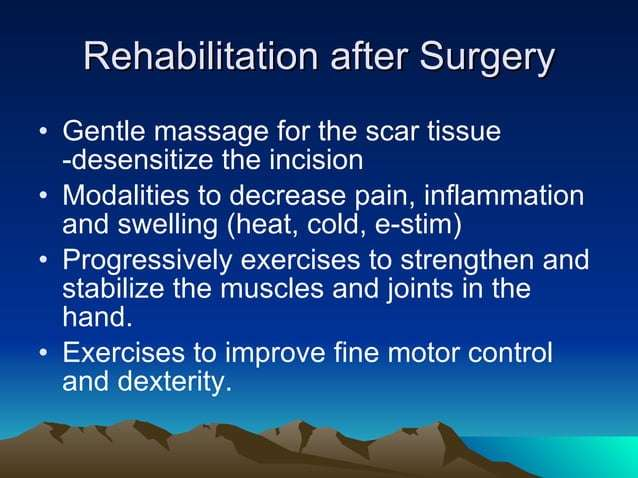 Rehabilitation after Surgery
• Gentle massage for the scar tissue
-desensitize the incision
• Modalities to decrease pain, inflammation
and swelling (heat, cold, e-stim)
• Progressively exercises to strengthen and
stabilize the muscles and joints in the
hand.
• Exercises to improve fine motor control
and dexterity.